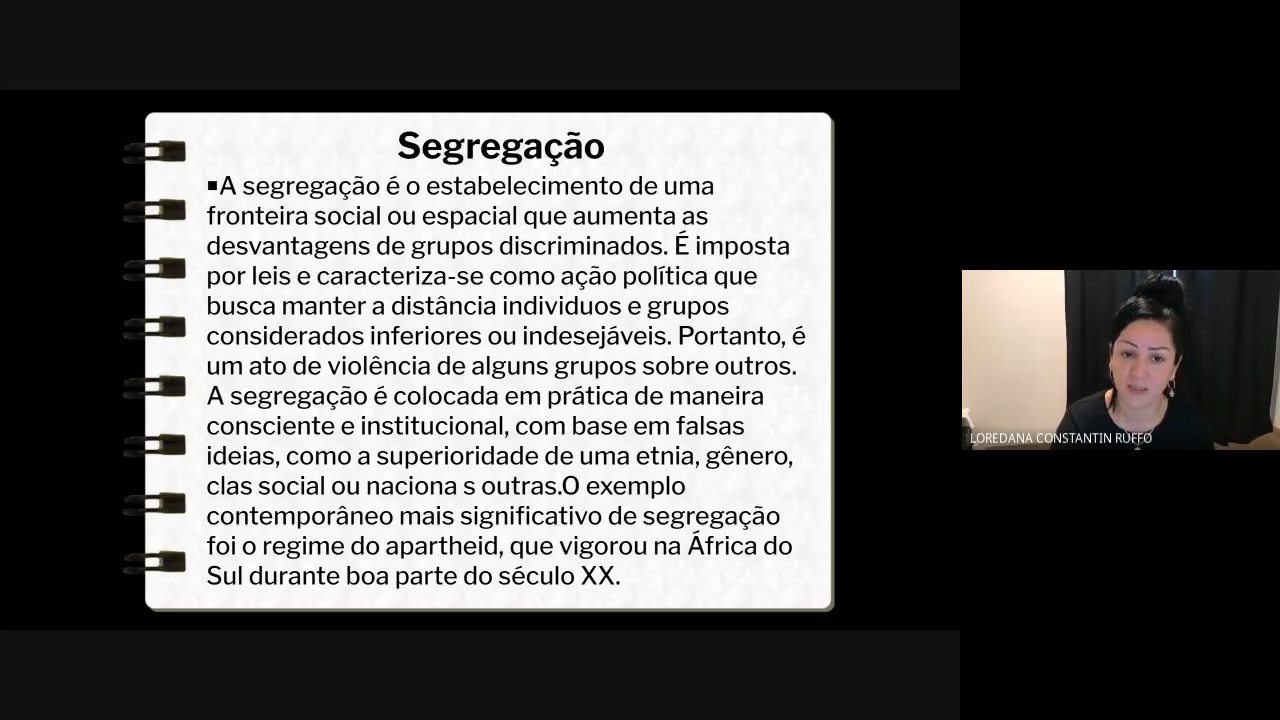 Segregação
▪A segregação é o estabelecimento de uma
fronteira social ou espacial que aumenta as
desvantagens de grupos discriminados. É imposta
por leis e caracteriza-se como ação política que
busca manter a distância individuos e grupos
considerados inferiores ou indesejáveis. Portanto, é
um ato de violência de alguns grupos sobre outros.
A segregação é colocada em prática de maneira
consciente e institucional, com base em falsas
ideias, como a superioridade de uma etnia, gênero,
clas social ou naciona s outras.O exemplo
contemporâneo mais significativo de segregação
foi o regime do apartheid, que vigorou na África do
Sul durante boa parte do século XX.
LOREDANA CONSTANTIN RUFFO